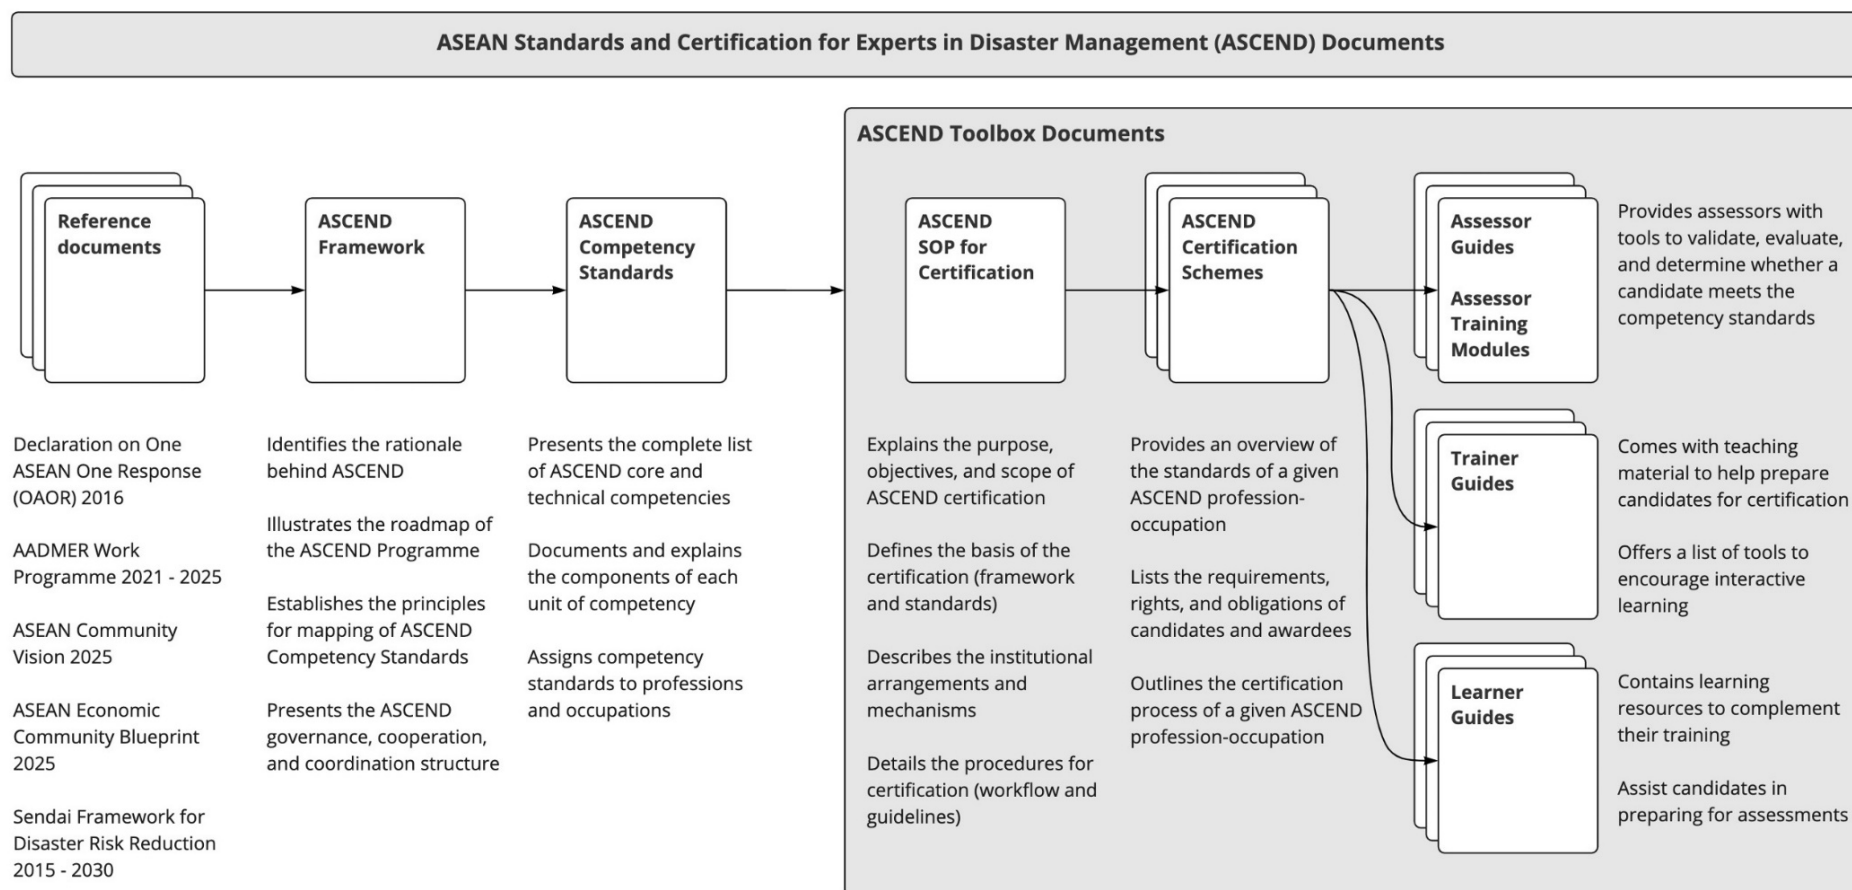 ASEAN Standards and Certification for Experts in Disaster Management (ASCEND) Documents
ASCEND Toolbox Documents
Reference
documents
ASCEND
Framework
ASCEND
Competency
Standards
ASCEND
SOP for
Certification
ASCEND
Certification
Schemes
Assessor
Guides
Assessor
Training
Modules
Provides assessors with
tools to validate, evaluate,
and determine whether a
candidate meets the
competency standards
Declaration on One
ASEAN One Response
(OAOR) 2016
AADMER Work
Programme 2021 - 2025
ASEAN Community
Vision 2025
ASEAN Economic
Community Blueprint
2025
Sendai Framework for
Disaster Risk Reduction
2015 - 2030
Identifies the rationale
behind ASCEND
Illustrates the roadmap of
the ASCEND Programme
Establishes the principles
for mapping of ASCEND
Competency Standards
Presents the ASCEND
governance, cooperation,
and coordination structure
Presents the complete list
of ASCEND core and
technical competencies
Documents and explains
the components of each
unit of competency
Assigns competency
standards to professions
and occupations
Explains the purpose,
objectives, and scope of
ASCEND certification
Defines the basis of the
certification (framework
and standards)
Describes the institutional
arrangements and
mechanisms
Details the procedures for
certification (workflow and
guidelines)
Provides an overview of
the standards of a given
ASCEND profession-
occupation
Lists the requirements,
rights, and obligations of
candidates and awardees
Outlines the certification
process of a given ASCEND
profession-occupation
Trainer
Guides
Comes with teaching
material to help prepare
candidates for certification
Offers a list of tools to
encourage interactive
learning
Learner
Guides
Contains learning
resources to complement
their training
Assist candidates in
preparing for assessments